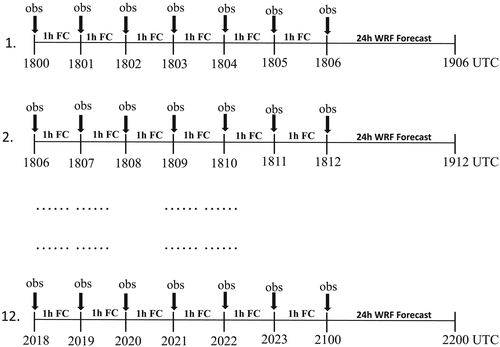 obs obs obs obs obs obs obs
1. 1h FC 1h FC 1h FC 1h FC 1h FC 1h FC 24h WRF Forecast
1800 1801 1802 1803 1804 1805 1806 1906 UTC
obs obs obs obs obs obs obs
2. 1h FC 1h FC 1h FC 1h FC 1h FC 1h FC 24h WRF Forecast
1806 1807 1808 1809 1810 1811 1812 1912 UTC
...... ...... ...... ......
...... ...... ...... ......
obs obs obs obs obs obs obs
12. 1h FC 1h FC 1h FC 1h FC 1h FC 1h FC 24h WRF Forecast
2018 2019 2020 2021 2022 2023 2100 2200 UTC